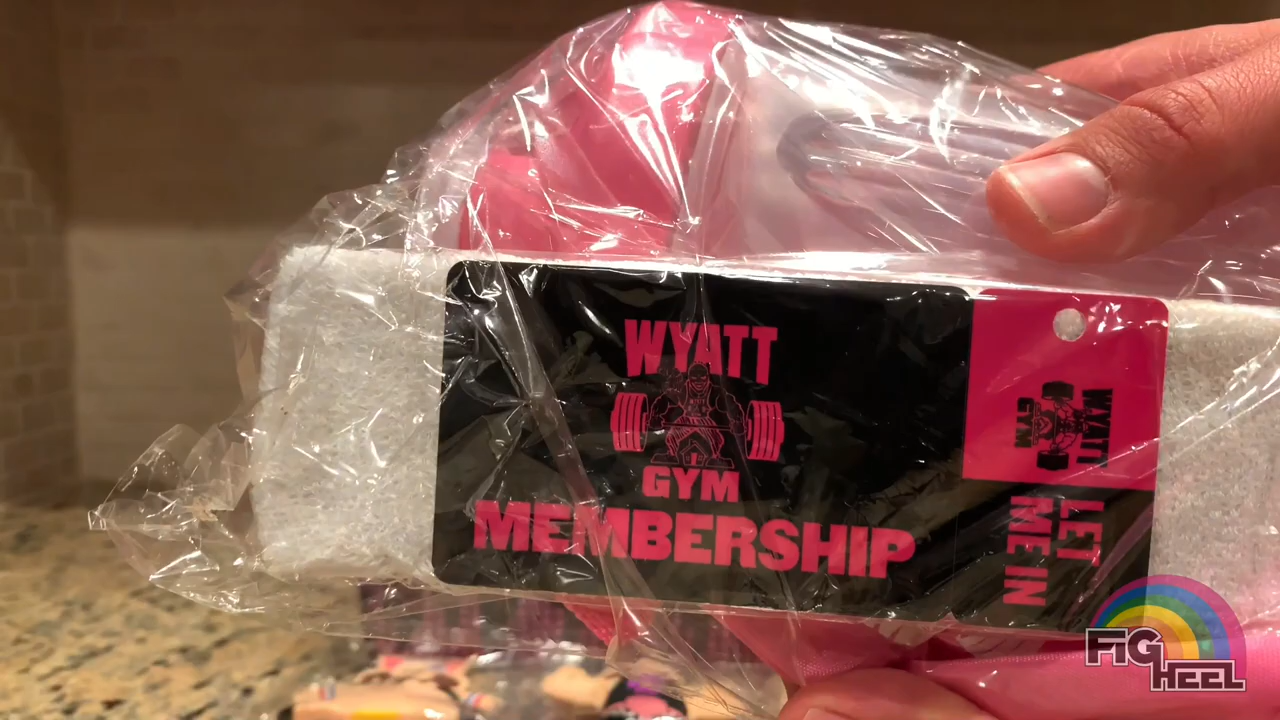 WYATT
GYM
MEMBERSHIP
WYATT
GYM
LET
ME IN
FIG
HEEL